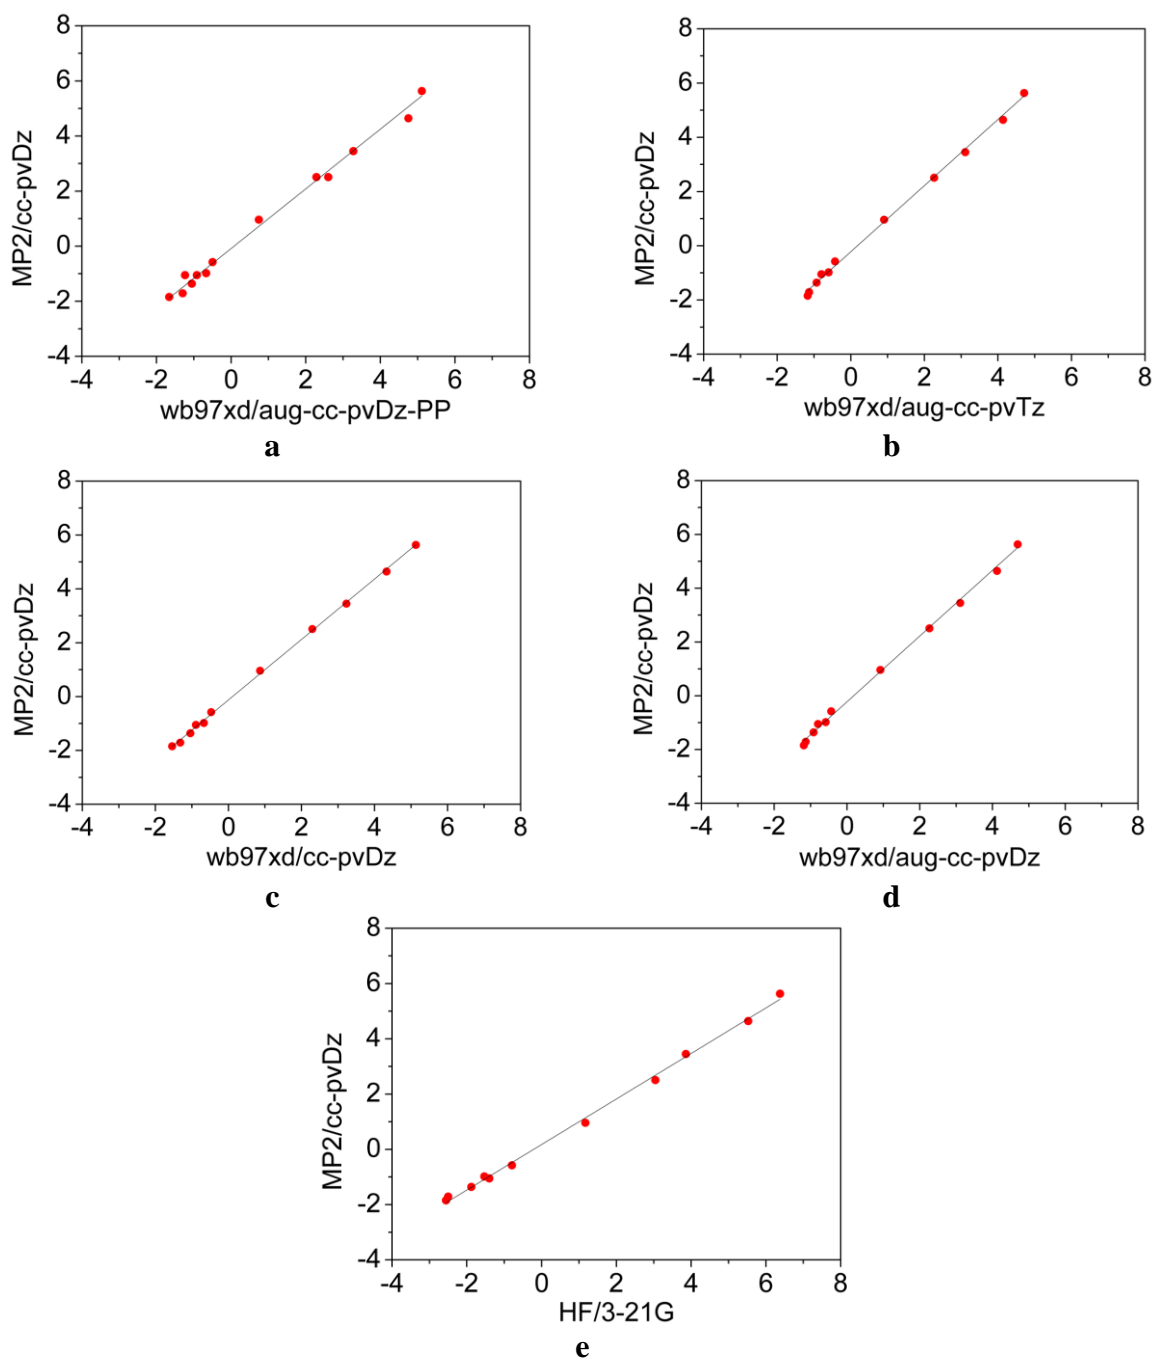 8
6
4
2
0
-2
-4
MP2/cc-pvDz
-4 -2 0 2 4 6 8
wb97xd/aug-cc-pvDz-PP
a
8
6
4
2
0
-2
-4
MP2/cc-pvDz
-4 -2 0 2 4 6 8
wb97xd/aug-cc-pvTz
b
8
6
4
2
0
-2
-4
MP2/cc-pvDz
-4 -2 0 2 4 6 8
wb97xd/cc-pvDz
c
8
6
4
2
0
-2
-4
MP2/cc-pvDz
-4 -2 0 2 4 6 8
wb97xd/aug-cc-pvDz
d
8
6
4
2
0
-2
-4
MP2/cc-pvDz
-4 -2 0 2 4 6 8
HF/3-21G
e